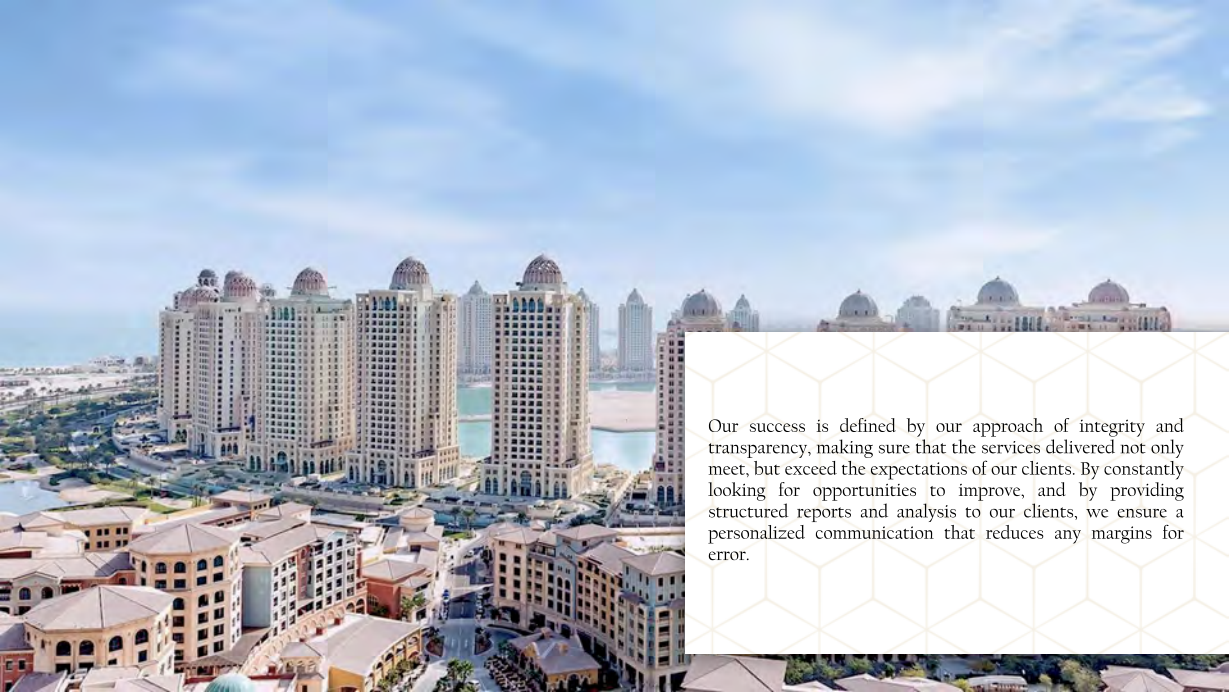 Our success is defined by our approach of integrity and
transparency, making sure that the services delivered not only
meet, but exceed the expectations of our clients. By constantly
looking for opportunities to improve, and by providing
structured reports and analysis to our clients, we ensure a
personalized communication that reduces any margins for
error.